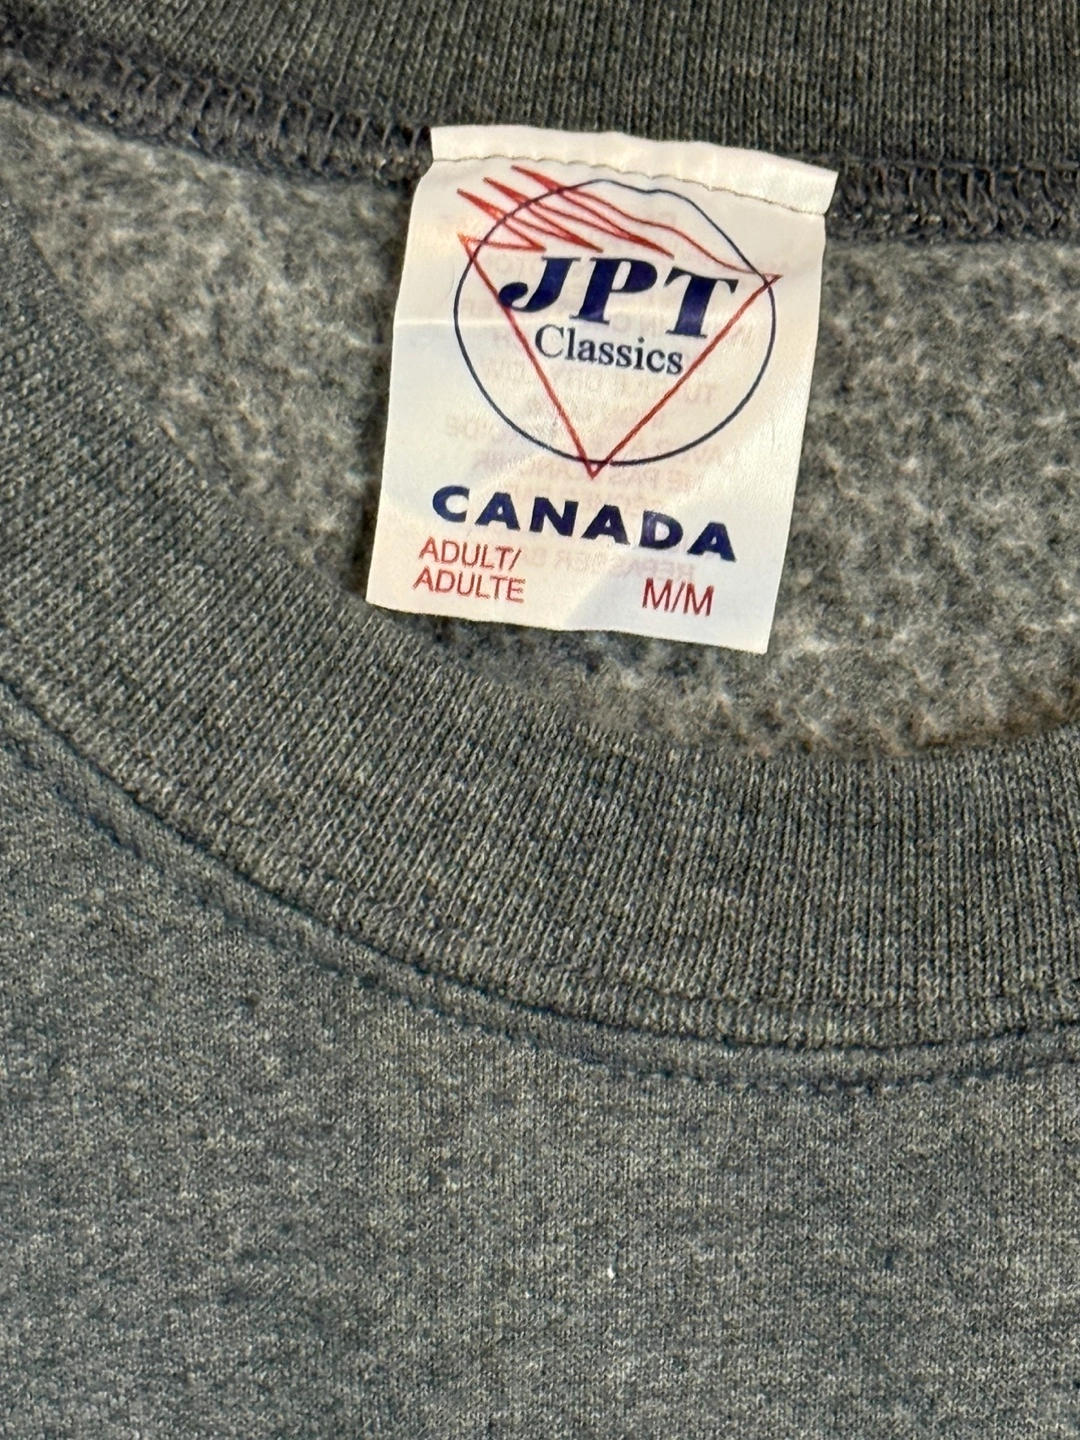 JPT
Classics
CANADA
ADULT/
ADULTE M/M